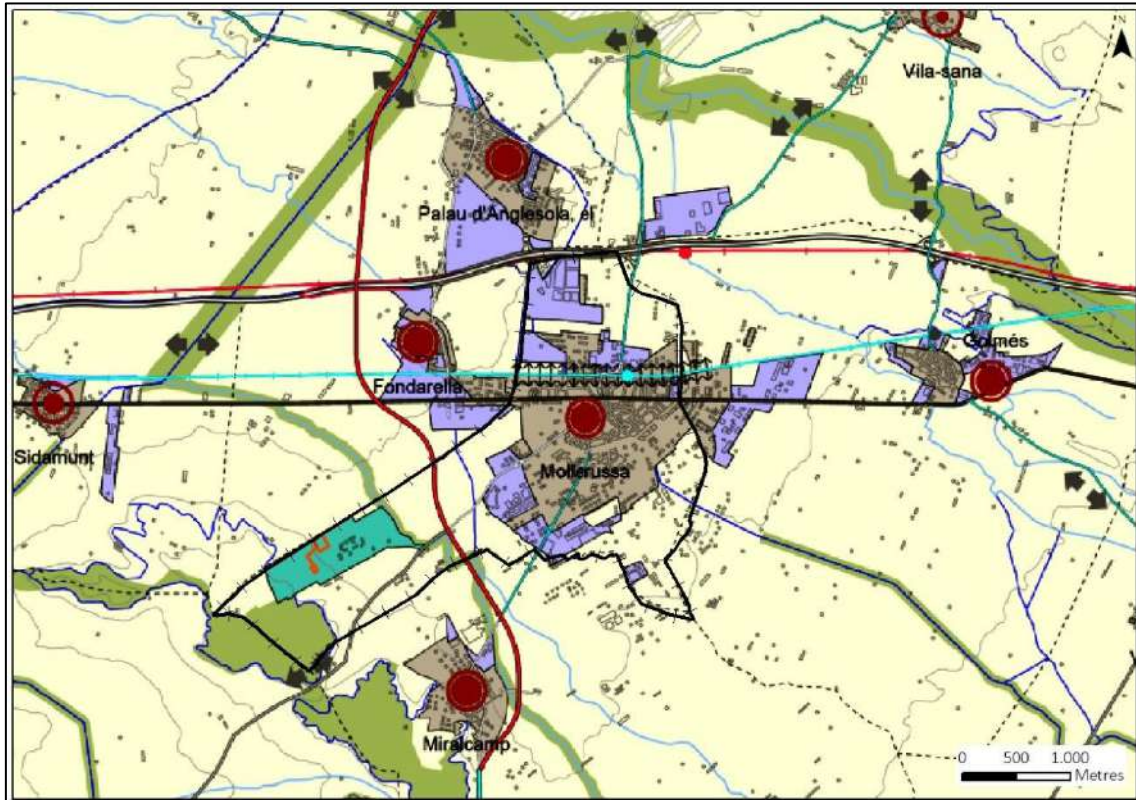 N
Vila-sana
Palau d'Anglesola, el
Golmés
Fondarella
Sidamunt
Mollerussa
Miralcamp
0 500 1.000
Metres